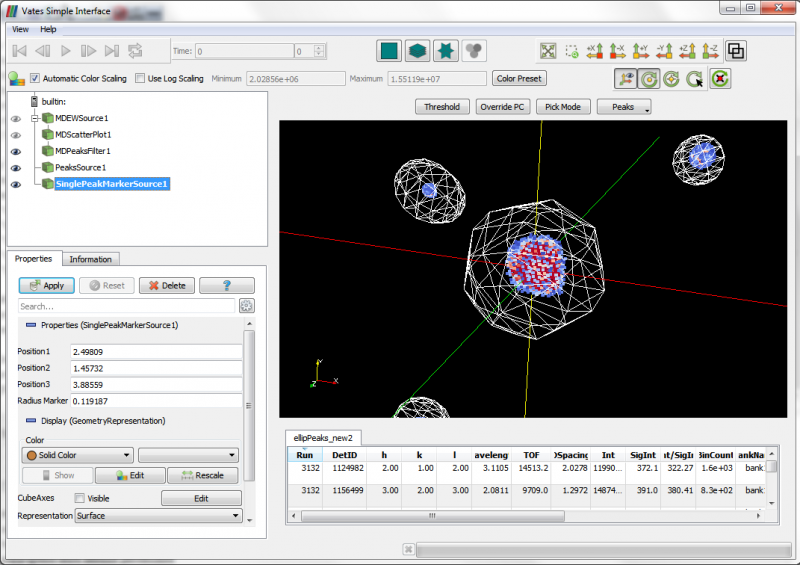 Vates Simple Interface
View Help
Time: 0 0
Automatic Color Scaling Use Log Scaling Minimum 2.02856e+06 Maximum 1.55119e+07 Color Preset
Threshold Override PC Pick Mode Peaks
builtin:
MDEWSource1
MDScatterPlot1
MDPeaksFilter1
PeaksSource1
SinglePeakMarkerSource1
Properties Information
Apply Reset Delete ?
Search...
Properties (SinglePeakMarkerSource1)
Position1 2.49809
Position2 1.45732
Position3 3.88559
Radius Marker 0.119187
Display (GeometryRepresentation)
Color
Solid Color
Show Edit Rescale
CubeAxes Visible Edit
Representation Surface
Y
X
Z
ellipPeaks_new2
Run DetID h k l aveleng TOF DSpacing Int SigInt nt/SigIn BinCount ankNa
3132 1124982 2.00 1.00 2.00 3.1105 14513.2 2.0278 11990... 372.1 322.27 1.6e+03 bank
3132 1156499 3.00 2.00 3.00 2.0811 9709.0 1.2972 14874... 391.0 380.41 8.3e+02 bank